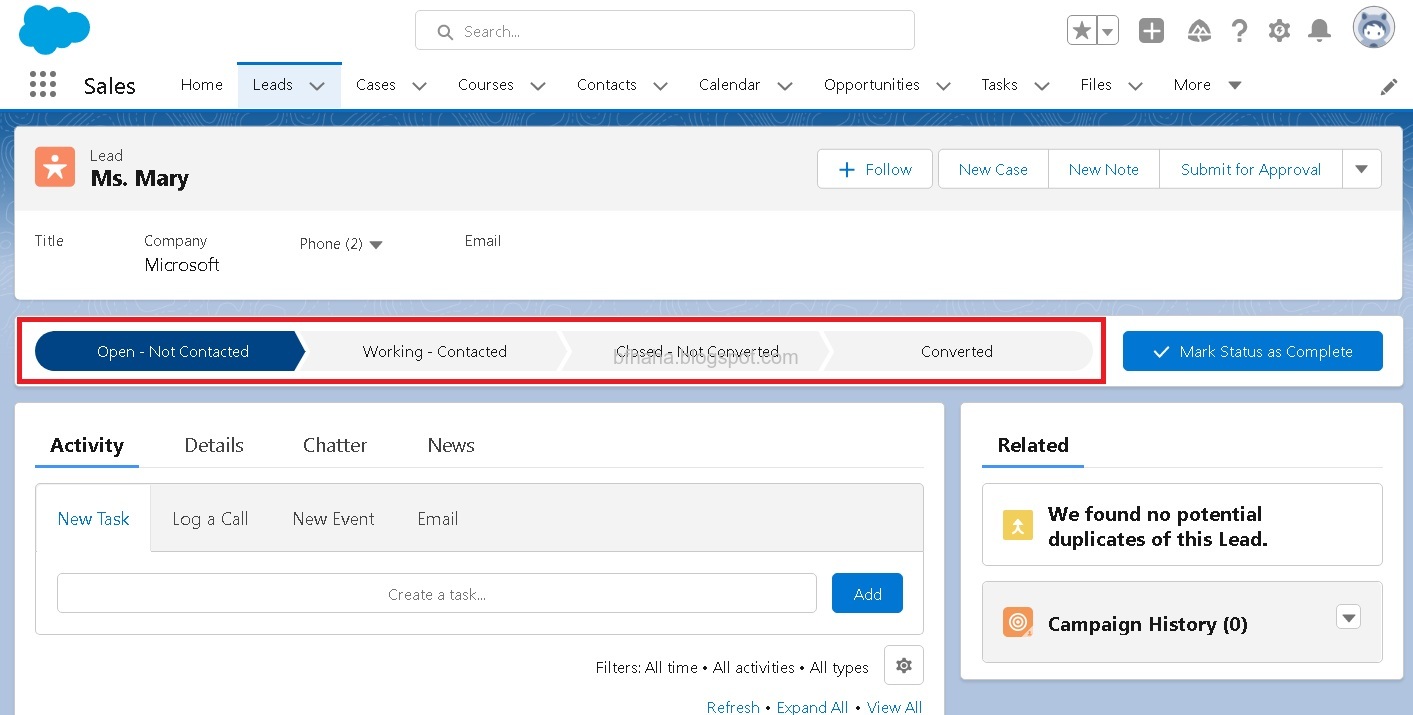 Search...
Sales Home Leads Cases Courses Contacts Calendar Opportunities Tasks Files More
Lead
Ms. Mary
Follow New Case New Note Submit for Approval
Title Company Phone (2) Email
Microsoft
Open - Not Contacted Working - Contacted Closed - Not Converted Converted Mark Status as Complete
bihana.blogspot.com
Activity Details Chatter News
Related
New Task Log a Call New Event Email
We found no potential
duplicates of this Lead.
Create a task... Add
Campaign History (0)
Filters: All time • All activities • All types
Refresh • Expand All • View All